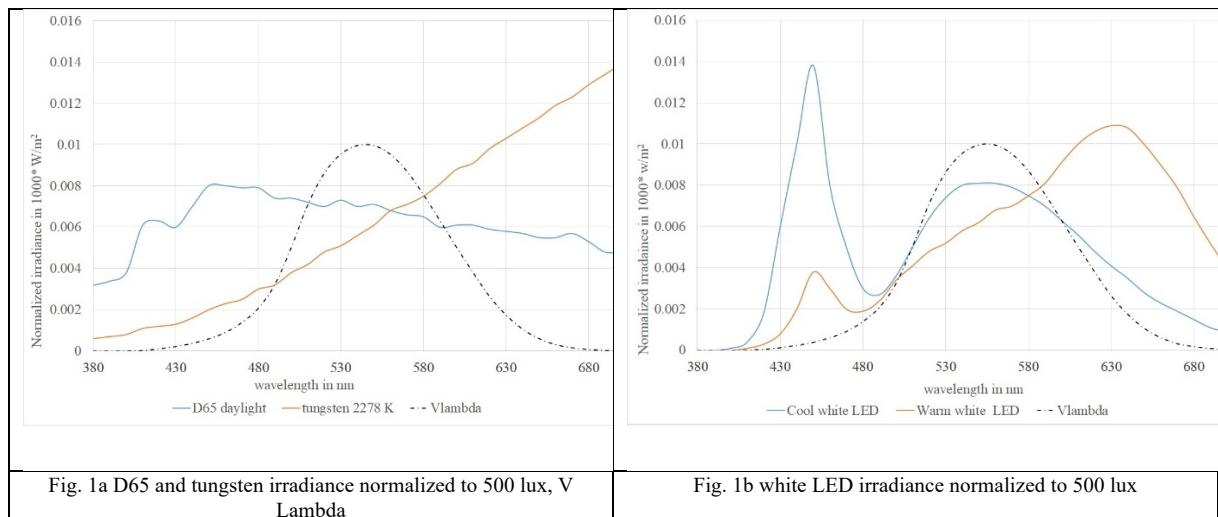 0.016
0.014
0.012
0.01
0.008
0.006
0.004
0.002
0
Normalized irradiance in 1000* W/m²
380 430 480 530 580 630 680
wavelength in nm
D65 daylight tungsten 2278 K Vlambda
0.016
0.014
0.012
0.01
0.008
0.006
0.004
0.002
0
Normalized irradaince in 1000* W/m²
380 430 480 530 580 630 680
wavelength in nm
Cool white LED Warm white LED Vlambda
Fig. 1a D65 and tungsten irradiance normalized to 500 lux, V
Lambda
Fig. 1b white LED irradiance normalized to 500 lux